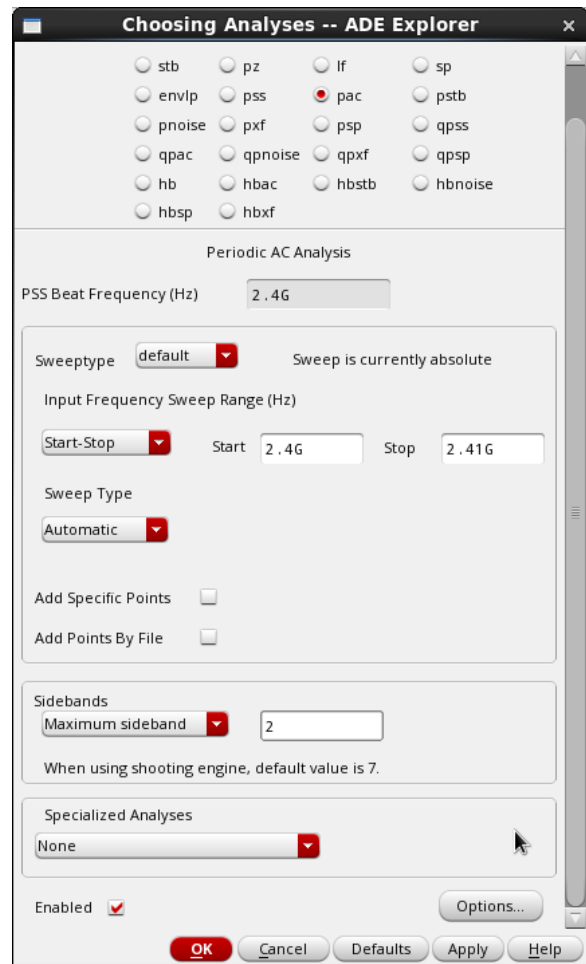 Choosing Analyses -- ADE Explorer
stb pz lf sp
envlp pss pac pstb
pnoise pxf psp qpss
qpac qpnoise qpxf qpsp
hb hbac hbstb hbnoise
hbsp hbxf
Periodic AC Analysis
PSS Beat Frequency (Hz) 2.4G
Sweeptype default Sweep is currently absolute
Input Frequency Sweep Range (Hz)
Start-Stop Start 2.4G Stop 2.41G
Sweep Type
Automatic
Add Specific Points
Add Points By File
Sidebands
Maximum sideband 2
When using shooting engine, default value is 7.
Specialized Analyses
None
Enabled Options...
OK Cancel Defaults Apply Help